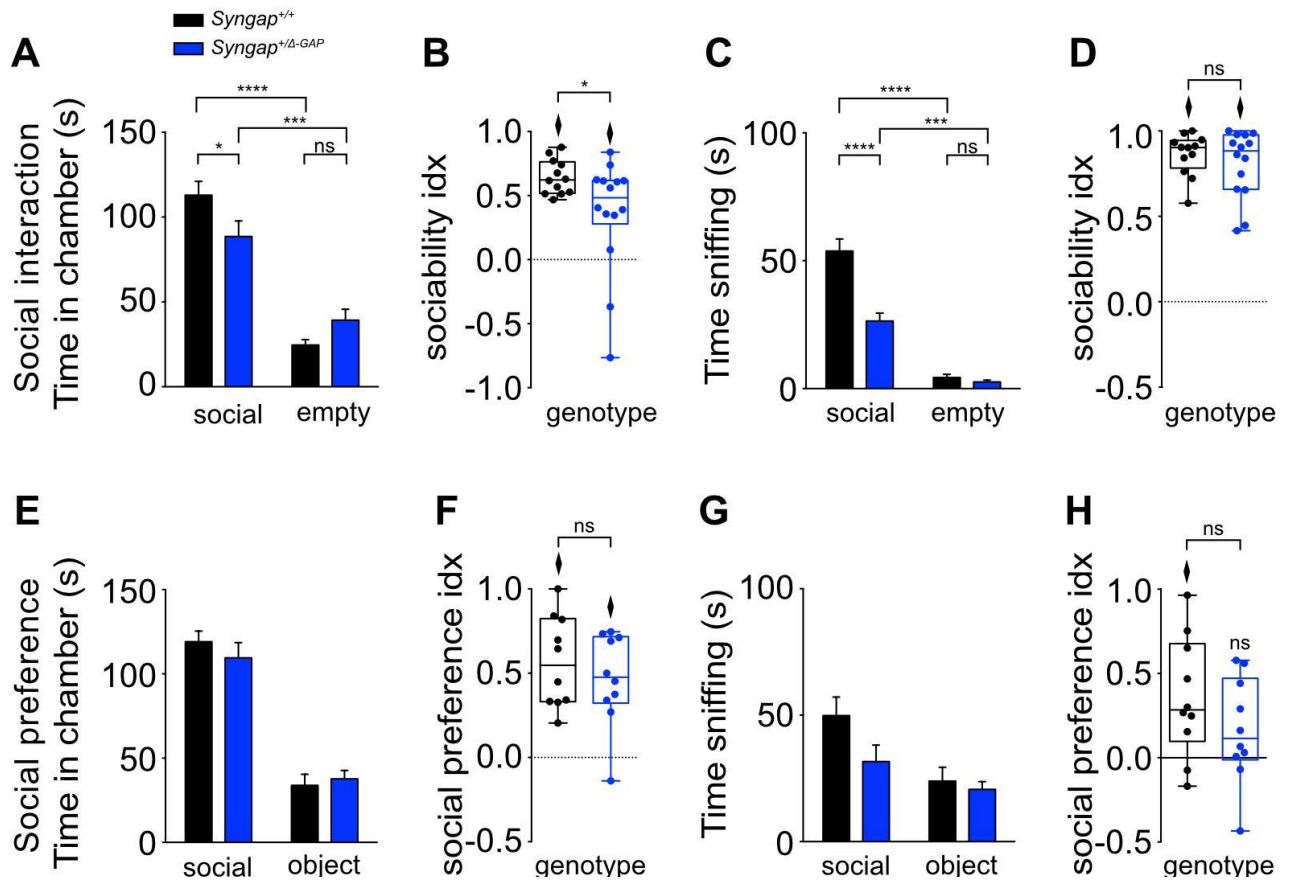 Syngap+/+
Syngap+/Δ-GAP
A
Social interaction
Time in chamber (s)
150
100
50
0
****
***
*
ns
social
empty
B
sociability idx
1.0
0.5
0.0
-0.5
-1.0
*
genotype
C
Time sniffing (s)
100
50
0
****
***
****
ns
social
empty
D
sociability idx
1.0
0.5
0.0
-0.5
ns
genotype
E
Social preference
Time in chamber (s)
150
100
50
0
social
object
F
social preference idx
1.0
0.5
0.0
-0.5
ns
genotype
G
Time sniffing (s)
100
50
0
social
object
H
social preference idx
1.0
0.5
0.0
-0.5
ns
ns
genotype